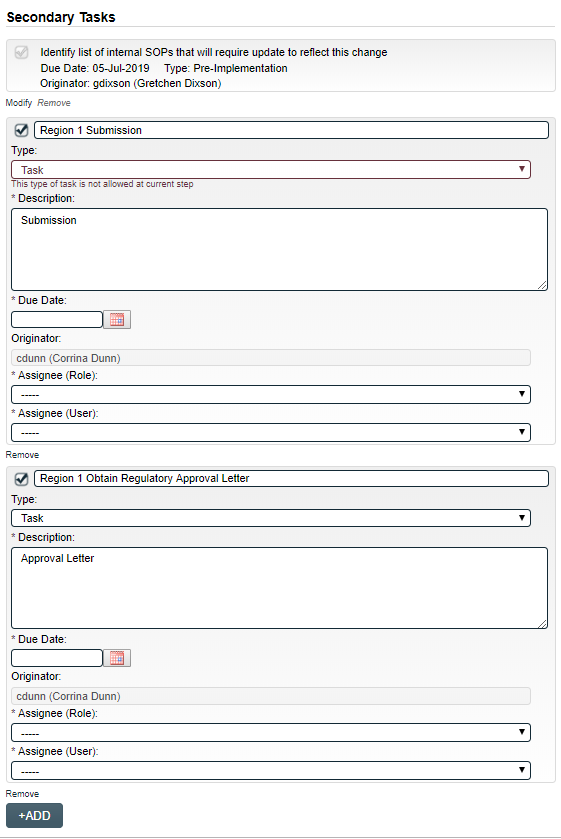 Secondary Tasks
Identify list of internal SOPs that will require update to reflect this change
Due Date: 05-Jul-2019 Type: Pre-Implementation
Originator: gdixson (Gretchen Dixson)
Modify Remove
Region 1 Submission
Type:
Task
This type of task is not allowed at current step
* Description:
Submission
* Due Date:
Originator:
cdunn (Corrina Dunn)
* Assignee (Role):
-----
* Assignee (User):
-----
Remove
Region 1 Obtain Regulatory Approval Letter
Type:
Task
* Description:
Approval Letter
* Due Date:
Originator:
cdunn (Corrina Dunn)
* Assignee (Role):
-----
* Assignee (User):
-----
Remove
+ADD